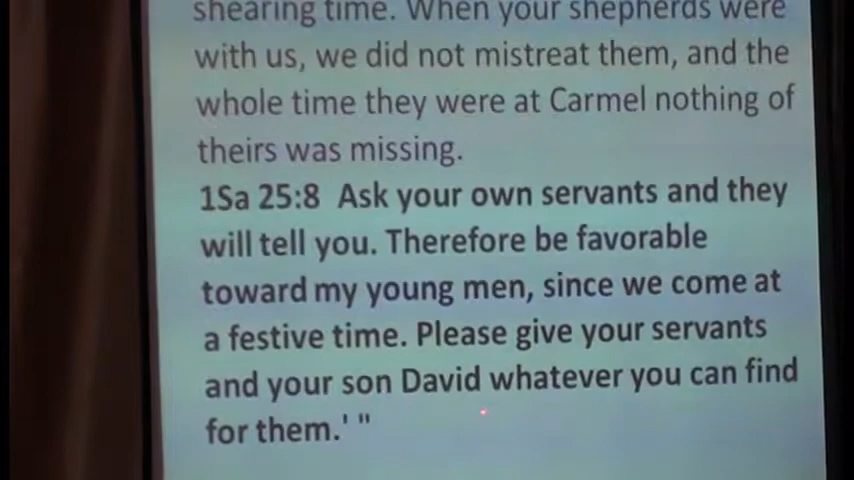 shearing time. When your shepherds were
with us, we did not mistreat them, and the
whole time they were at Carmel nothing of
theirs was missing.
1Sa 25:8 Ask your own servants and they
will tell you. Therefore be favorable
toward my young men, since we come at
a festive time. Please give your servants
and your son David whatever you can find
for them.' "